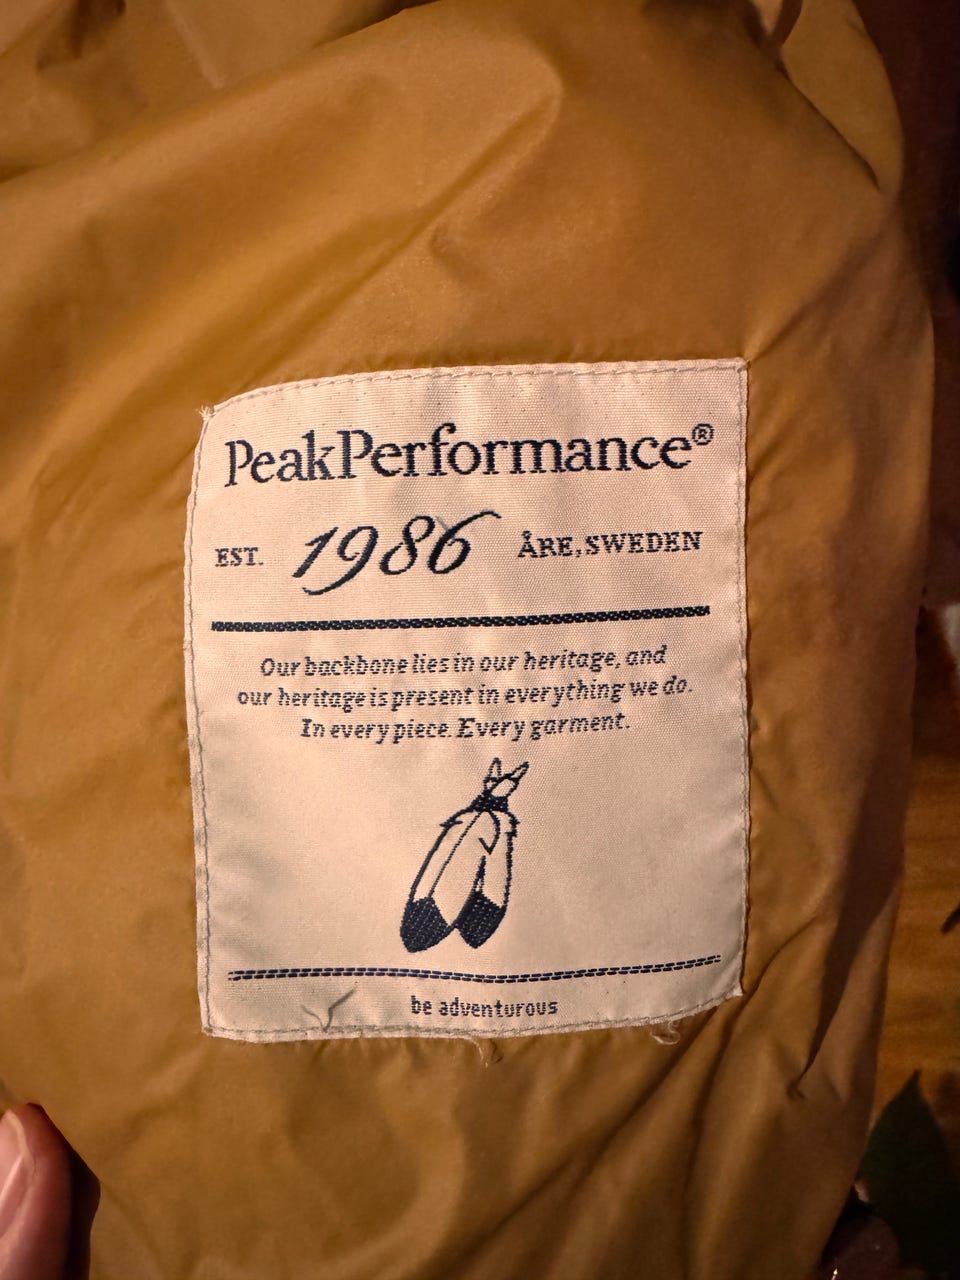 PeakPerformance®
EST. 1986 ÅRE, SWEDEN
Our backbone lies in our heritage, and
our heritage is present in everything we do.
In every piece. Every garment.
be adventurous